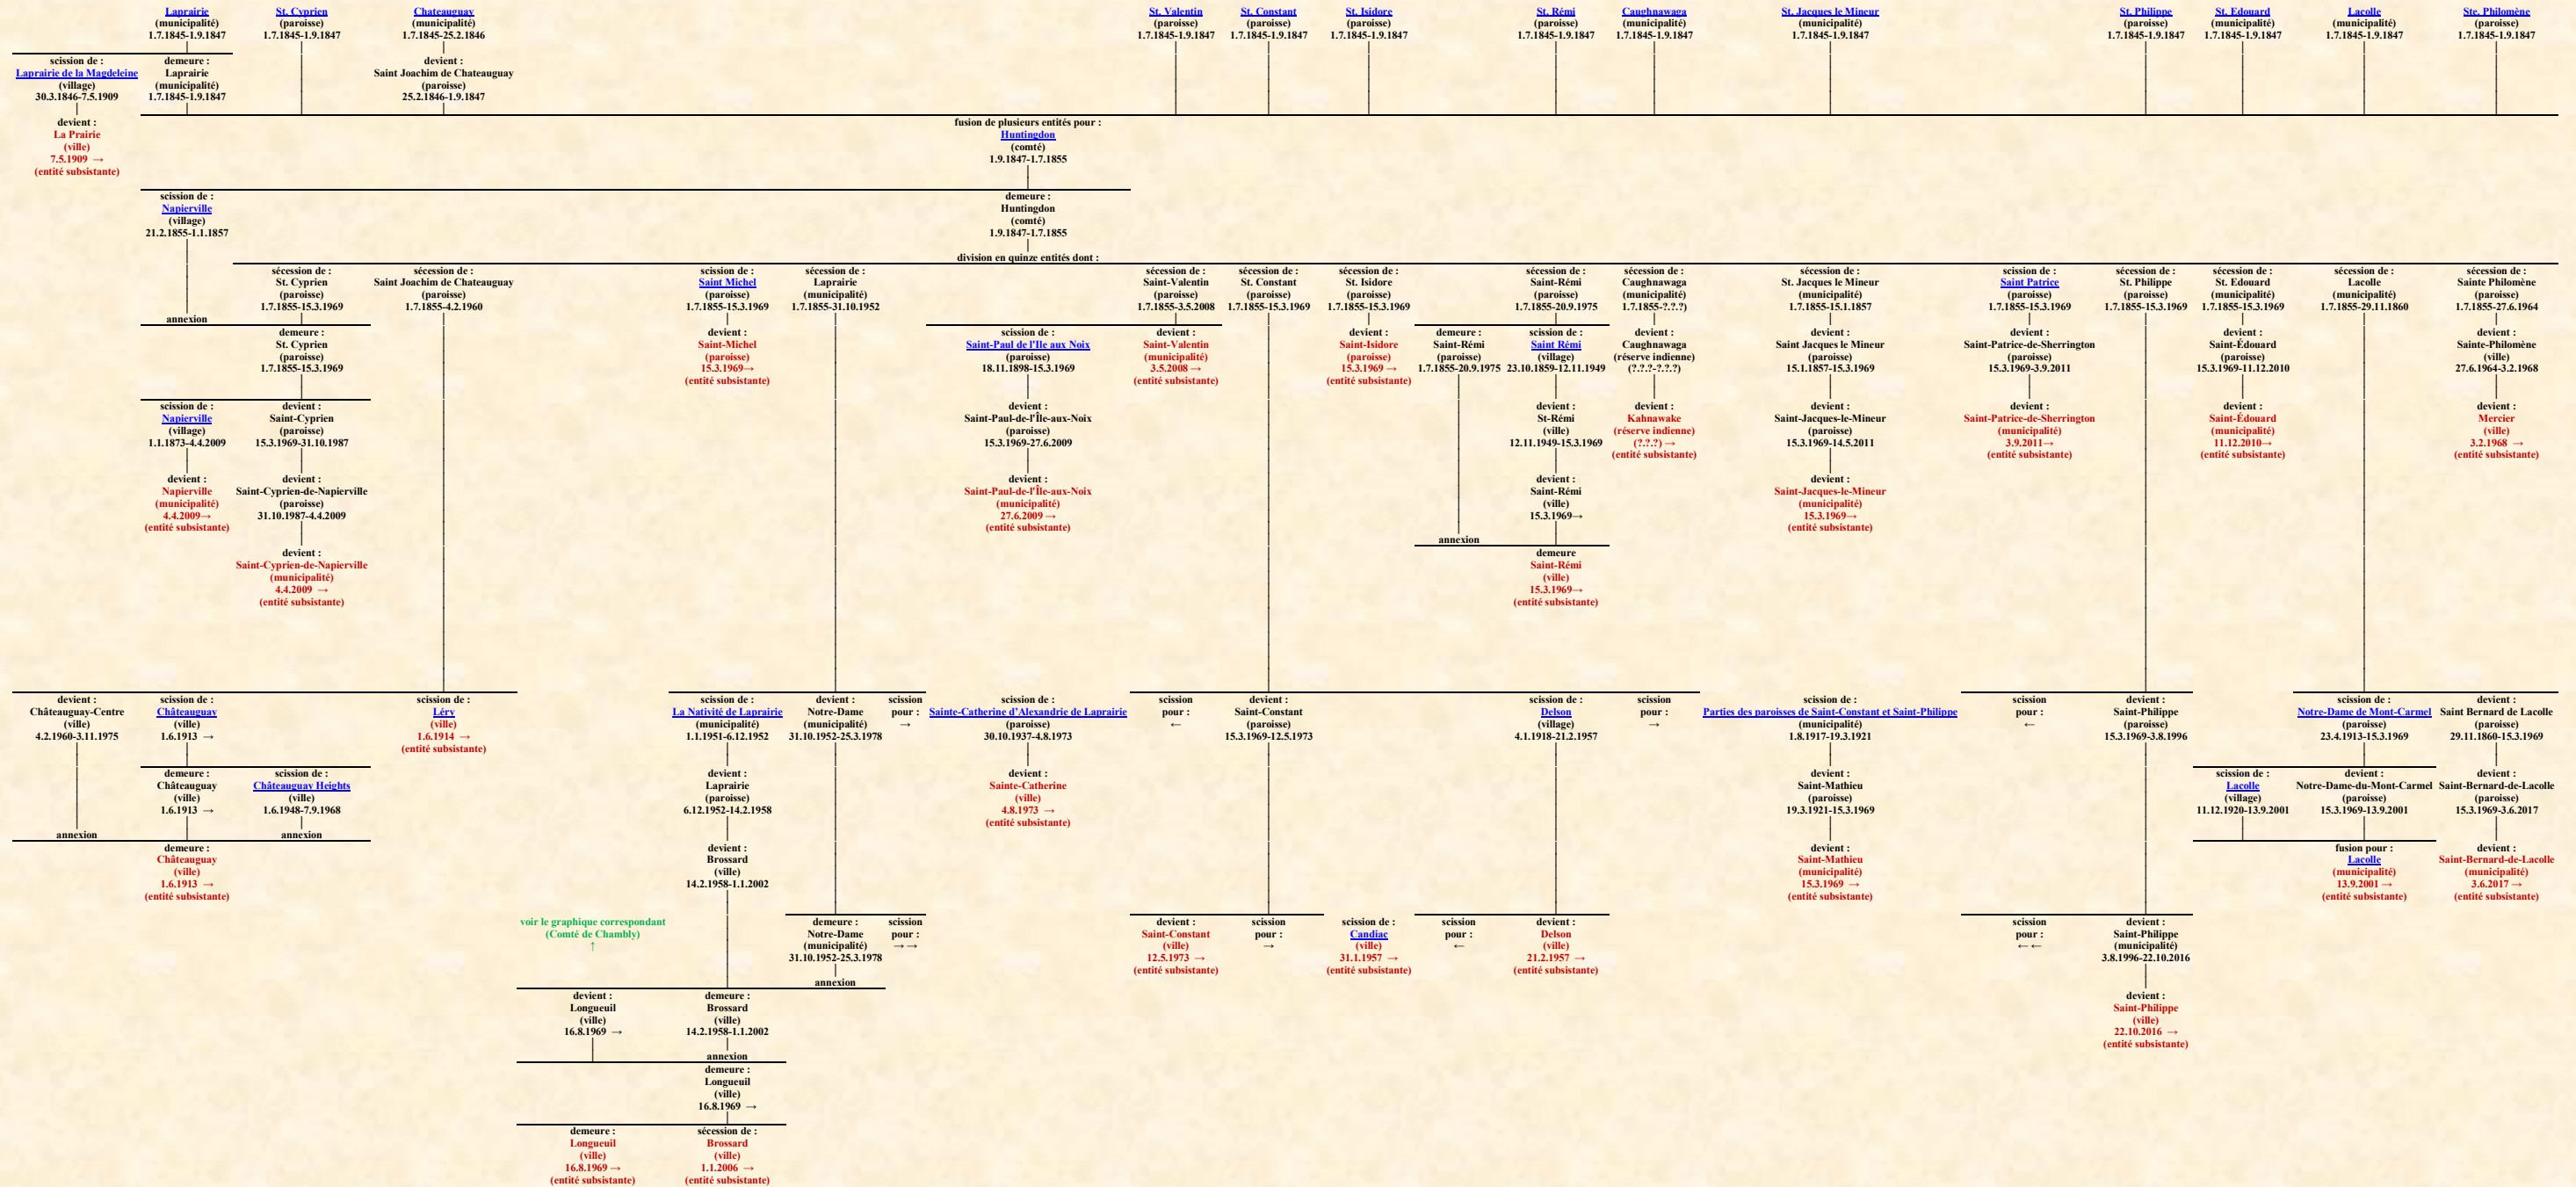 Laprairie
(municipalité)
1.7.1845-1.9.1847
St. Cyprien
(paroisse)
1.7.1845-1.9.1847
Chateauguay
(municipalité)
1.7.1845-25.2.1846
St. Valentin
(paroisse)
1.7.1845-1.9.1847
St. Constant
(paroisse)
1.7.1845-1.9.1847
St. Isidore
(paroisse)
1.7.1845-1.9.1847
St. Rémi
(paroisse)
1.7.1845-1.9.1847
Caughnawaga
(municipalité)
1.7.1845-1.9.1847
St. Jacques le Mineur
(municipalité)
1.7.1845-1.9.1847
St. Philippe
(paroisse)
1.7.1845-1.9.1847
St. Edouard
(municipalité)
1.7.1845-1.9.1847
Lacolle
(municipalité)
1.7.1845-1.9.1847
Ste. Philomène
(paroisse)
1.7.1845-1.9.1847
scission de :
Laprairie de la Magdeleine
(village)
30.3.1846-7.5.1909
demeure :
Laprairie
(municipalité)
1.7.1845-1.9.1847
devient :
Saint Joachim de Chateauguay
(paroisse)
25.2.1846-1.9.1847
devient :
La Prairie
(ville)
7.5.1909 →
(entité subsistante)
fusion de plusieurs entités pour :
Huntingdon
(comté)
1.9.1847-1.7.1855
scission de :
Napierville
(village)
21.2.1855-1.1.1857
annexion
demeure :
Huntingdon
(comté)
1.9.1847-1.7.1855
division en quinze entités dont :
sécession de :
St. Cyprien
(paroisse)
1.7.1855-15.3.1969
sécession de :
Saint Joachim de Chateauguay
(paroisse)
1.7.1855-4.2.1960
scission de :
Saint Michel
(paroisse)
1.7.1855-15.3.1969
sécession de :
Laprairie
(municipalité)
1.7.1855-31.10.1952
sécession de :
Saint-Valentin
(paroisse)
1.7.1855-3.5.2008
sécession de :
St. Constant
(paroisse)
1.7.1855-15.3.1969
sécession de :
St. Isidore
(paroisse)
1.7.1855-15.3.1969
sécession de :
Saint-Rémi
(paroisse)
1.7.1855-20.9.1975
sécession de :
Caughnawaga
(municipalité)
1.7.1855-?.?.?)
sécession de :
St. Jacques le Mineur
(municipalité)
1.7.1855-15.1.1857
scission de :
Saint Patrice
(paroisse)
1.7.1855-15.3.1969
sécession de :
St. Philippe
(paroisse)
1.7.1855-15.3.1969
sécession de :
St. Edouard
(municipalité)
1.7.1855-15.3.1969
sécession de :
Lacolle
(municipalité)
1.7.1855-29.11.1860
sécession de :
Sainte Philomène
(paroisse)
1.7.1855-27.6.1964
demeure :
St. Cyprien
(paroisse)
1.7.1855-15.3.1969
devient :
Saint-Michel
(paroisse)
15.3.1969→
(entité subsistante)
scission de :
Saint-Paul de l'Ile aux Noix
(paroisse)
18.11.1898-15.3.1969
devient :
Saint-Valentin
(municipalité)
3.5.2008 →
(entité subsistante)
devient :
Saint-Isidore
(paroisse)
15.3.1969 →
(entité subsistante)
demeure :
Saint-Rémi
(paroisse)
1.7.1855-20.9.1975
scission de :
Saint Rémi
(village)
23.10.1859-12.11.1949
devient :
Caughnawaga
(réserve indienne)
(?.?.?-?.?.?)
devient :
Saint Jacques le Mineur
(paroisse)
15.1.1857-15.3.1969
devient :
Saint-Patrice-de-Sherrington
(paroisse)
15.3.1969-3.9.2011
devient :
Saint-Édouard
(paroisse)
15.3.1969-11.12.2010
devient :
Sainte-Philomène
(ville)
27.6.1964-3.2.1968
scission de :
Napierville
(village)
1.1.1873-4.4.2009
devient :
Saint-Cyprien
(paroisse)
15.3.1969-31.10.1987
devient :
Saint-Paul-de-l'Île-aux-Noix
(paroisse)
15.3.1969-27.6.2009
devient :
St-Rémi
(ville)
12.11.1949-15.3.1969
devient :
Kahnawake
(réserve indienne)
(?.?.?) →
(entité subsistante)
devient :
Saint-Jacques-le-Mineur
(paroisse)
15.3.1969-14.5.2011
devient :
Saint-Patrice-de-Sherrington
(municipalité)
3.9.2011→
(entité subsistante)
devient :
Saint-Édouard
(municipalité)
11.12.2010→
(entité subsistante)
devient :
Mercier
(ville)
3.2.1968 →
(entité subsistante)
devient :
Napierville
(municipalité)
4.4.2009→
(entité subsistante)
devient :
Saint-Cyprien-de-Napierville
(paroisse)
31.10.1987-4.4.2009
devient :
Saint-Paul-de-l'Île-aux-Noix
(municipalité)
27.6.2009 →
(entité subsistante)
annexion
devient :
Saint-Rémi
(ville)
15.3.1969→
devient :
Saint-Jacques-le-Mineur
(municipalité)
15.3.1969→
(entité subsistante)
devient :
Saint-Cyprien-de-Napierville
(municipalité)
4.4.2009 →
(entité subsistante)
demeure
Saint-Rémi
(ville)
15.3.1969→
(entité subsistante)
devient :
Châteauguay-Centre
(ville)
4.2.1960-3.11.1975
scission de :
Châteauguay
(ville)
1.6.1913 →
scission de :
Léry
(ville)
1.6.1914 →
(entité subsistante)
scission de :
La Nativité de Laprairie
(municipalité)
1.1.1951-6.12.1952
devient :
Notre-Dame
(municipalité)
31.10.1952-25.3.1978
scission
pour :
→
scission de :
Sainte-Catherine d'Alexandrie de Laprairie
(paroisse)
30.10.1937-4.8.1973
scission
pour :
←
devient :
Saint-Constant
(paroisse)
15.3.1969-12.5.1973
scission de :
Delson
(village)
4.1.1918-21.2.1957
scission
pour :
→
scission de :
Parties des paroisses de Saint-Constant et Saint-Philippe
(municipalité)
1.8.1917-19.3.1921
scission
pour :
←
devient :
Saint-Philippe
(paroisse)
15.3.1969-3.8.1996
scission de :
Notre-Dame de Mont-Carmel
(paroisse)
23.4.1913-15.3.1969
devient :
Saint Bernard de Lacolle
(paroisse)
29.11.1860-15.3.1969
demeure :
Châteauguay
(ville)
1.6.1913 →
scission de :
Châteauguay Heights
(ville)
1.6.1948-7.9.1968
annexion
annexion
devient :
Laprairie
(paroisse)
6.12.1952-14.2.1958
devient :
Sainte-Catherine
(ville)
4.8.1973 →
(entité subsistante)
devient :
Saint-Mathieu
(paroisse)
19.3.1921-15.3.1969
scission de :
Lacolle
(village)
11.12.1920-13.9.2001
devient :
Notre-Dame-du-Mont-Carmel
(paroisse)
15.3.1969-13.9.2001
devient :
Saint-Bernard-de-Lacolle
(paroisse)
15.3.1969-3.6.2017
demeure :
Châteauguay
(ville)
1.6.1913 →
(entité subsistante)
devient :
Brossard
(ville)
14.2.1958-1.1.2002
devient :
Saint-Mathieu
(municipalité)
15.3.1969 →
(entité subsistante)
fusion pour :
Lacolle
(municipalité)
13.9.2001 →
(entité subsistante)
devient :
Saint-Bernard-de-Lacolle
(municipalité)
3.6.2017 →
(entité subsistante)
voir le graphique correspondant
(Comté de Chambly)
↑
demeure :
Notre-Dame
(municipalité)
31.10.1952-25.3.1978
annexion
scission
pour :
→→
devient :
Saint-Constant
(ville)
12.5.1973 →
(entité subsistante)
scission
pour :
→
scission de :
Candiac
(ville)
31.1.1957 →
(entité subsistante)
scission
pour :
←
devient :
Delson
(ville)
21.2.1957 →
(entité subsistante)
scission
pour :
←←
devient :
Saint-Philippe
(municipalité)
3.8.1996-22.10.2016
devient :
Longueuil
(ville)
16.8.1969 →
demeure :
Brossard
(ville)
14.2.1958-1.1.2002
annexion
devient :
Saint-Philippe
(ville)
22.10.2016 →
(entité subsistante)
demeure :
Longueuil
(ville)
16.8.1969 →
demeure :
Longueuil
(ville)
16.8.1969 →
(entité subsistante)
sécession de :
Brossard
(ville)
1.1.2006 →
(entité subsistante)